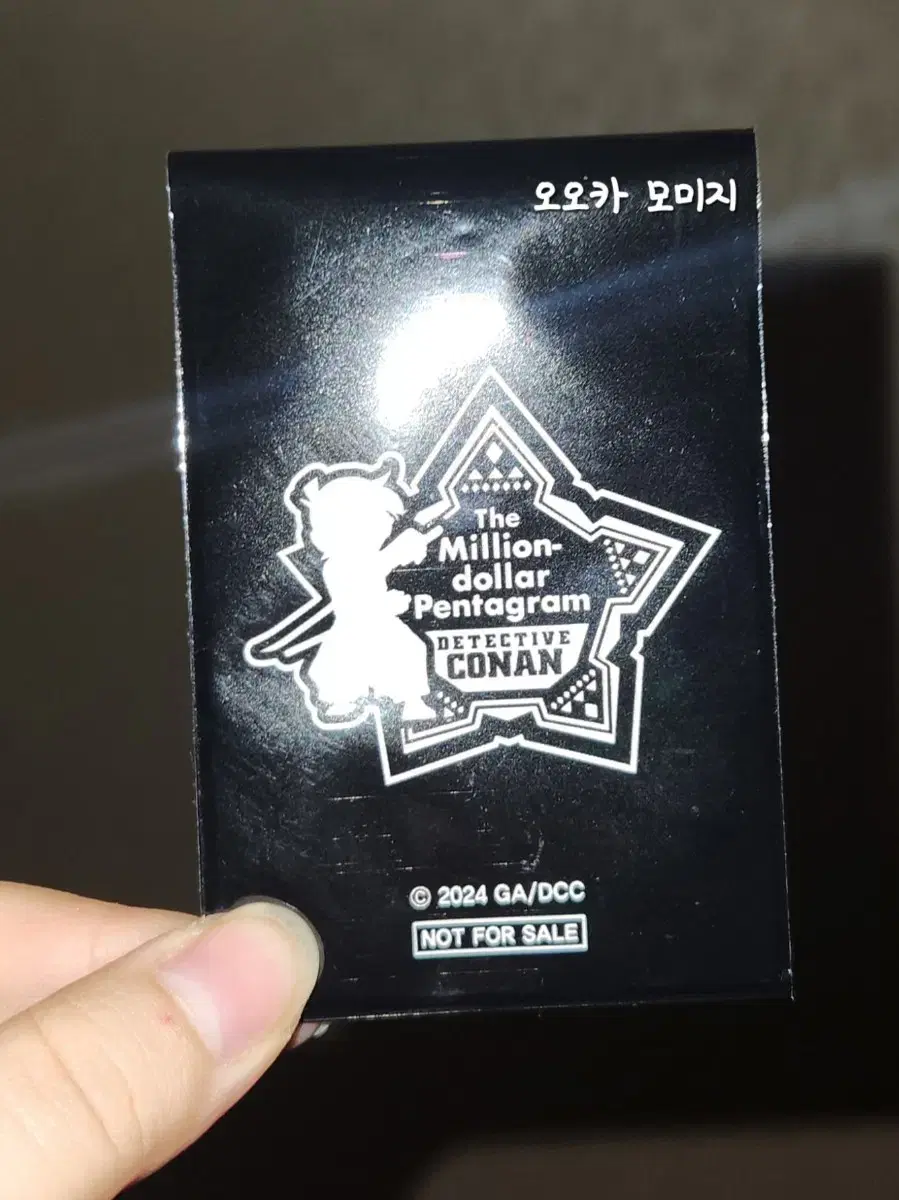 오오카 모미지
The
Million-
dollar
Pentagram
DETECTIVE
CONAN
© 2024 GA/DCC
NOT FOR SALE